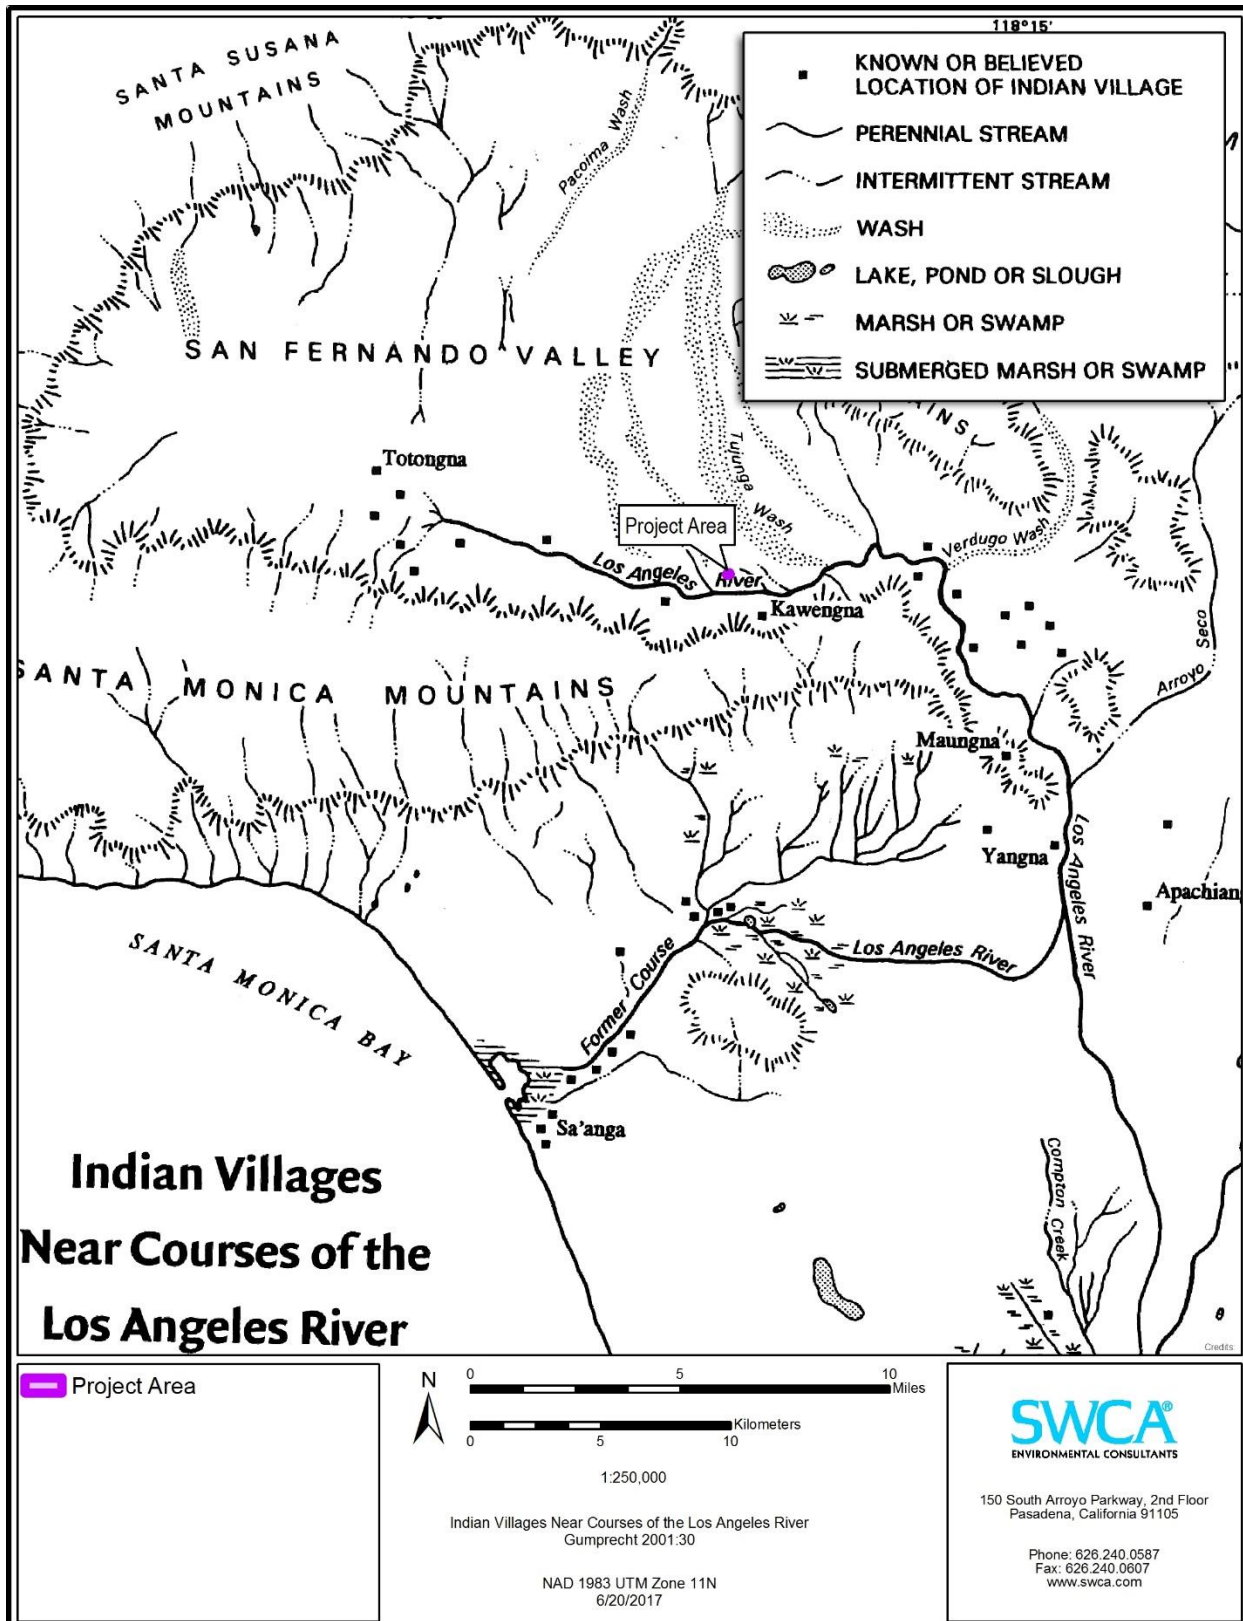 118°15'
SANTA SUSANA
MOUNTAINS
Pacoima Wash
KNOWN OR BELIEVED
LOCATION OF INDIAN VILLAGE
PERENNIAL STREAM
INTERMITTENT STREAM
WASH
LAKE, POND OR SLOUGH
MARSH OR SWAMP
SUBMERGED MARSH OR SWAMP
SAN FERNANDO VALLEY
Tujunga
Wash
Totongna
Project Area
Verdugo Wash
Los Angeles River
Kawengna
Arroyo Seco
SANTA MONICA MOUNTAINS
Maungna
Yangna
Los Angeles River
Apachian
Los Angeles River
Former Course
SANTA MONICA BAY
Sa'anga
Compton
Creek
Indian Villages
Near Courses of the
Los Angeles River
Credits:
Project Area
N
0 5 10
Miles
Kilometers
0 5 10
1:250,000
Indian Villages Near Courses of the Los Angeles River
Gumprecht 2001:30
NAD 1983 UTM Zone 11N
6/20/2017
SWCA®
ENVIRONMENTAL CONSULTANTS
150 South Arroyo Parkway, 2nd Floor
Pasadena, California 91105
Phone: 626.240.0587
Fax: 626.240.0607
www.swca.com